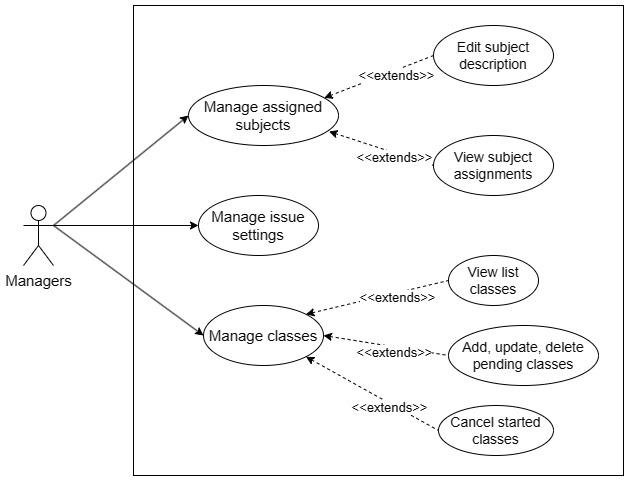 Edit subject
description
<<extends>>
Manage assigned
subjects
<<extends>>
View subject
assignments
Manage issue
settings
Managers
View list
classes
<<extends>>
Manage classes
<<extends>>
Add, update, delete
pending classes
<<extends>>
Cancel started
classes